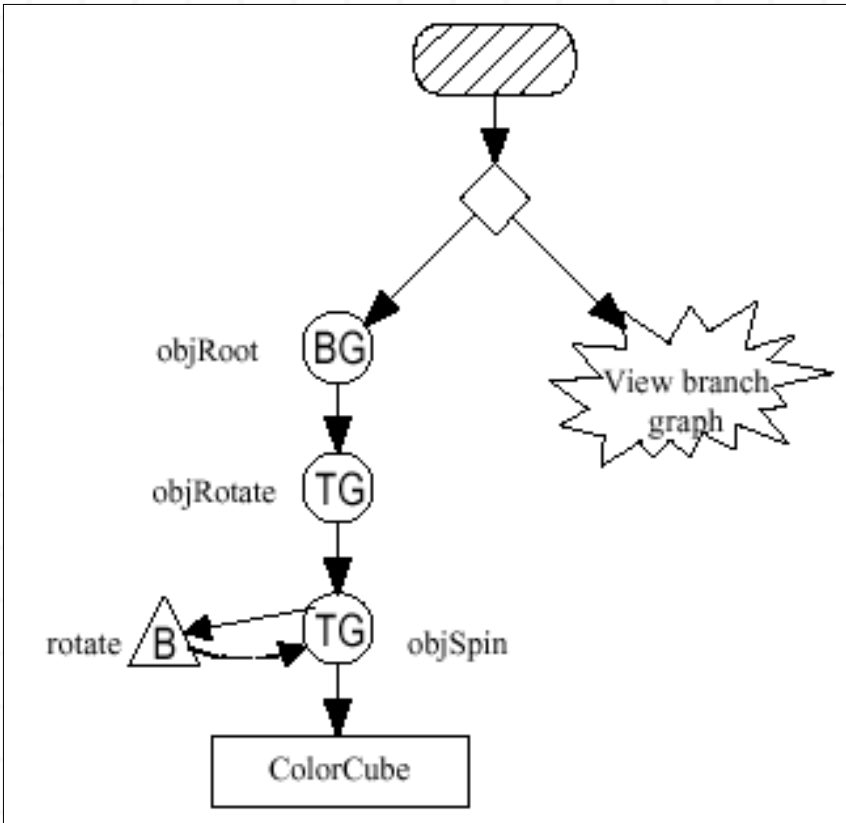 objRoot
BG
View branch
graph
objRotate
TG
rotate
B
TG
objSpin
ColorCube